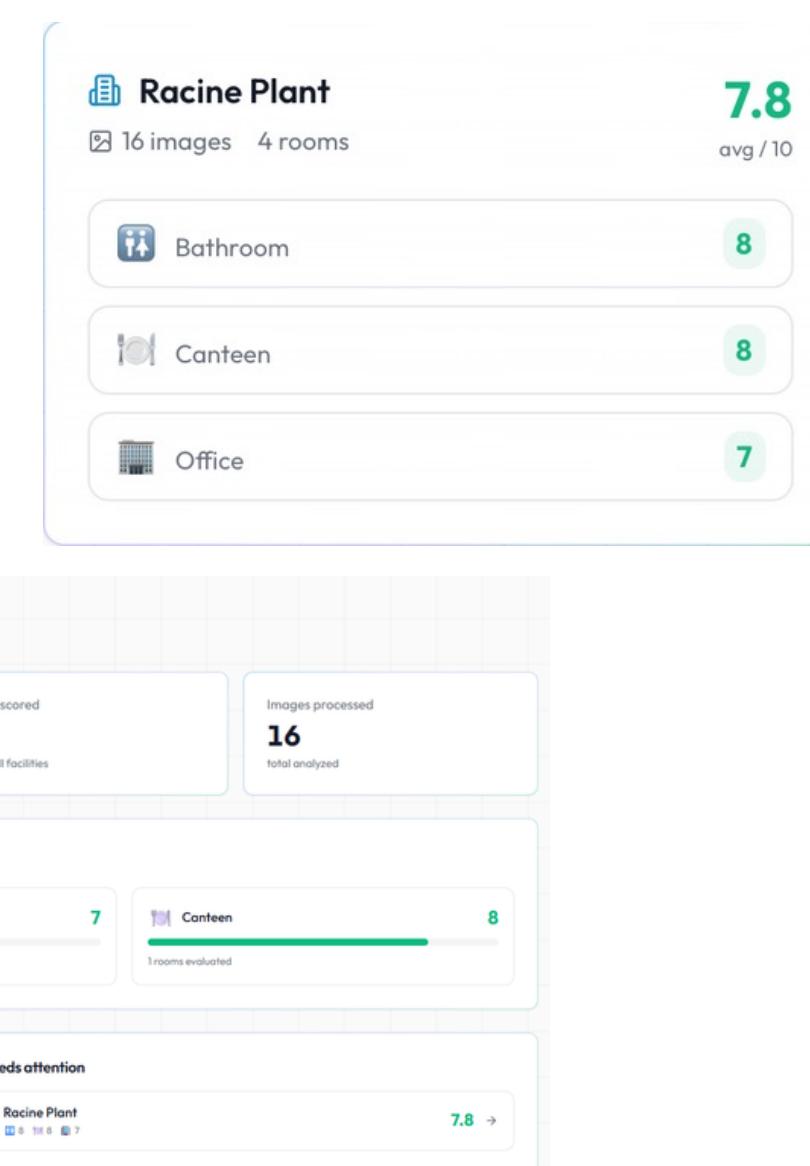 Racine Plant
7.8
16 images 4 rooms
avg / 10
Bathroom 8
Canteen 8
Office 7
scored
facilities
Images processed
16
total analyzed
7
Canteen 8
1 rooms evaluated
eds attention
Racine Plant
8 8 7
7.8 →